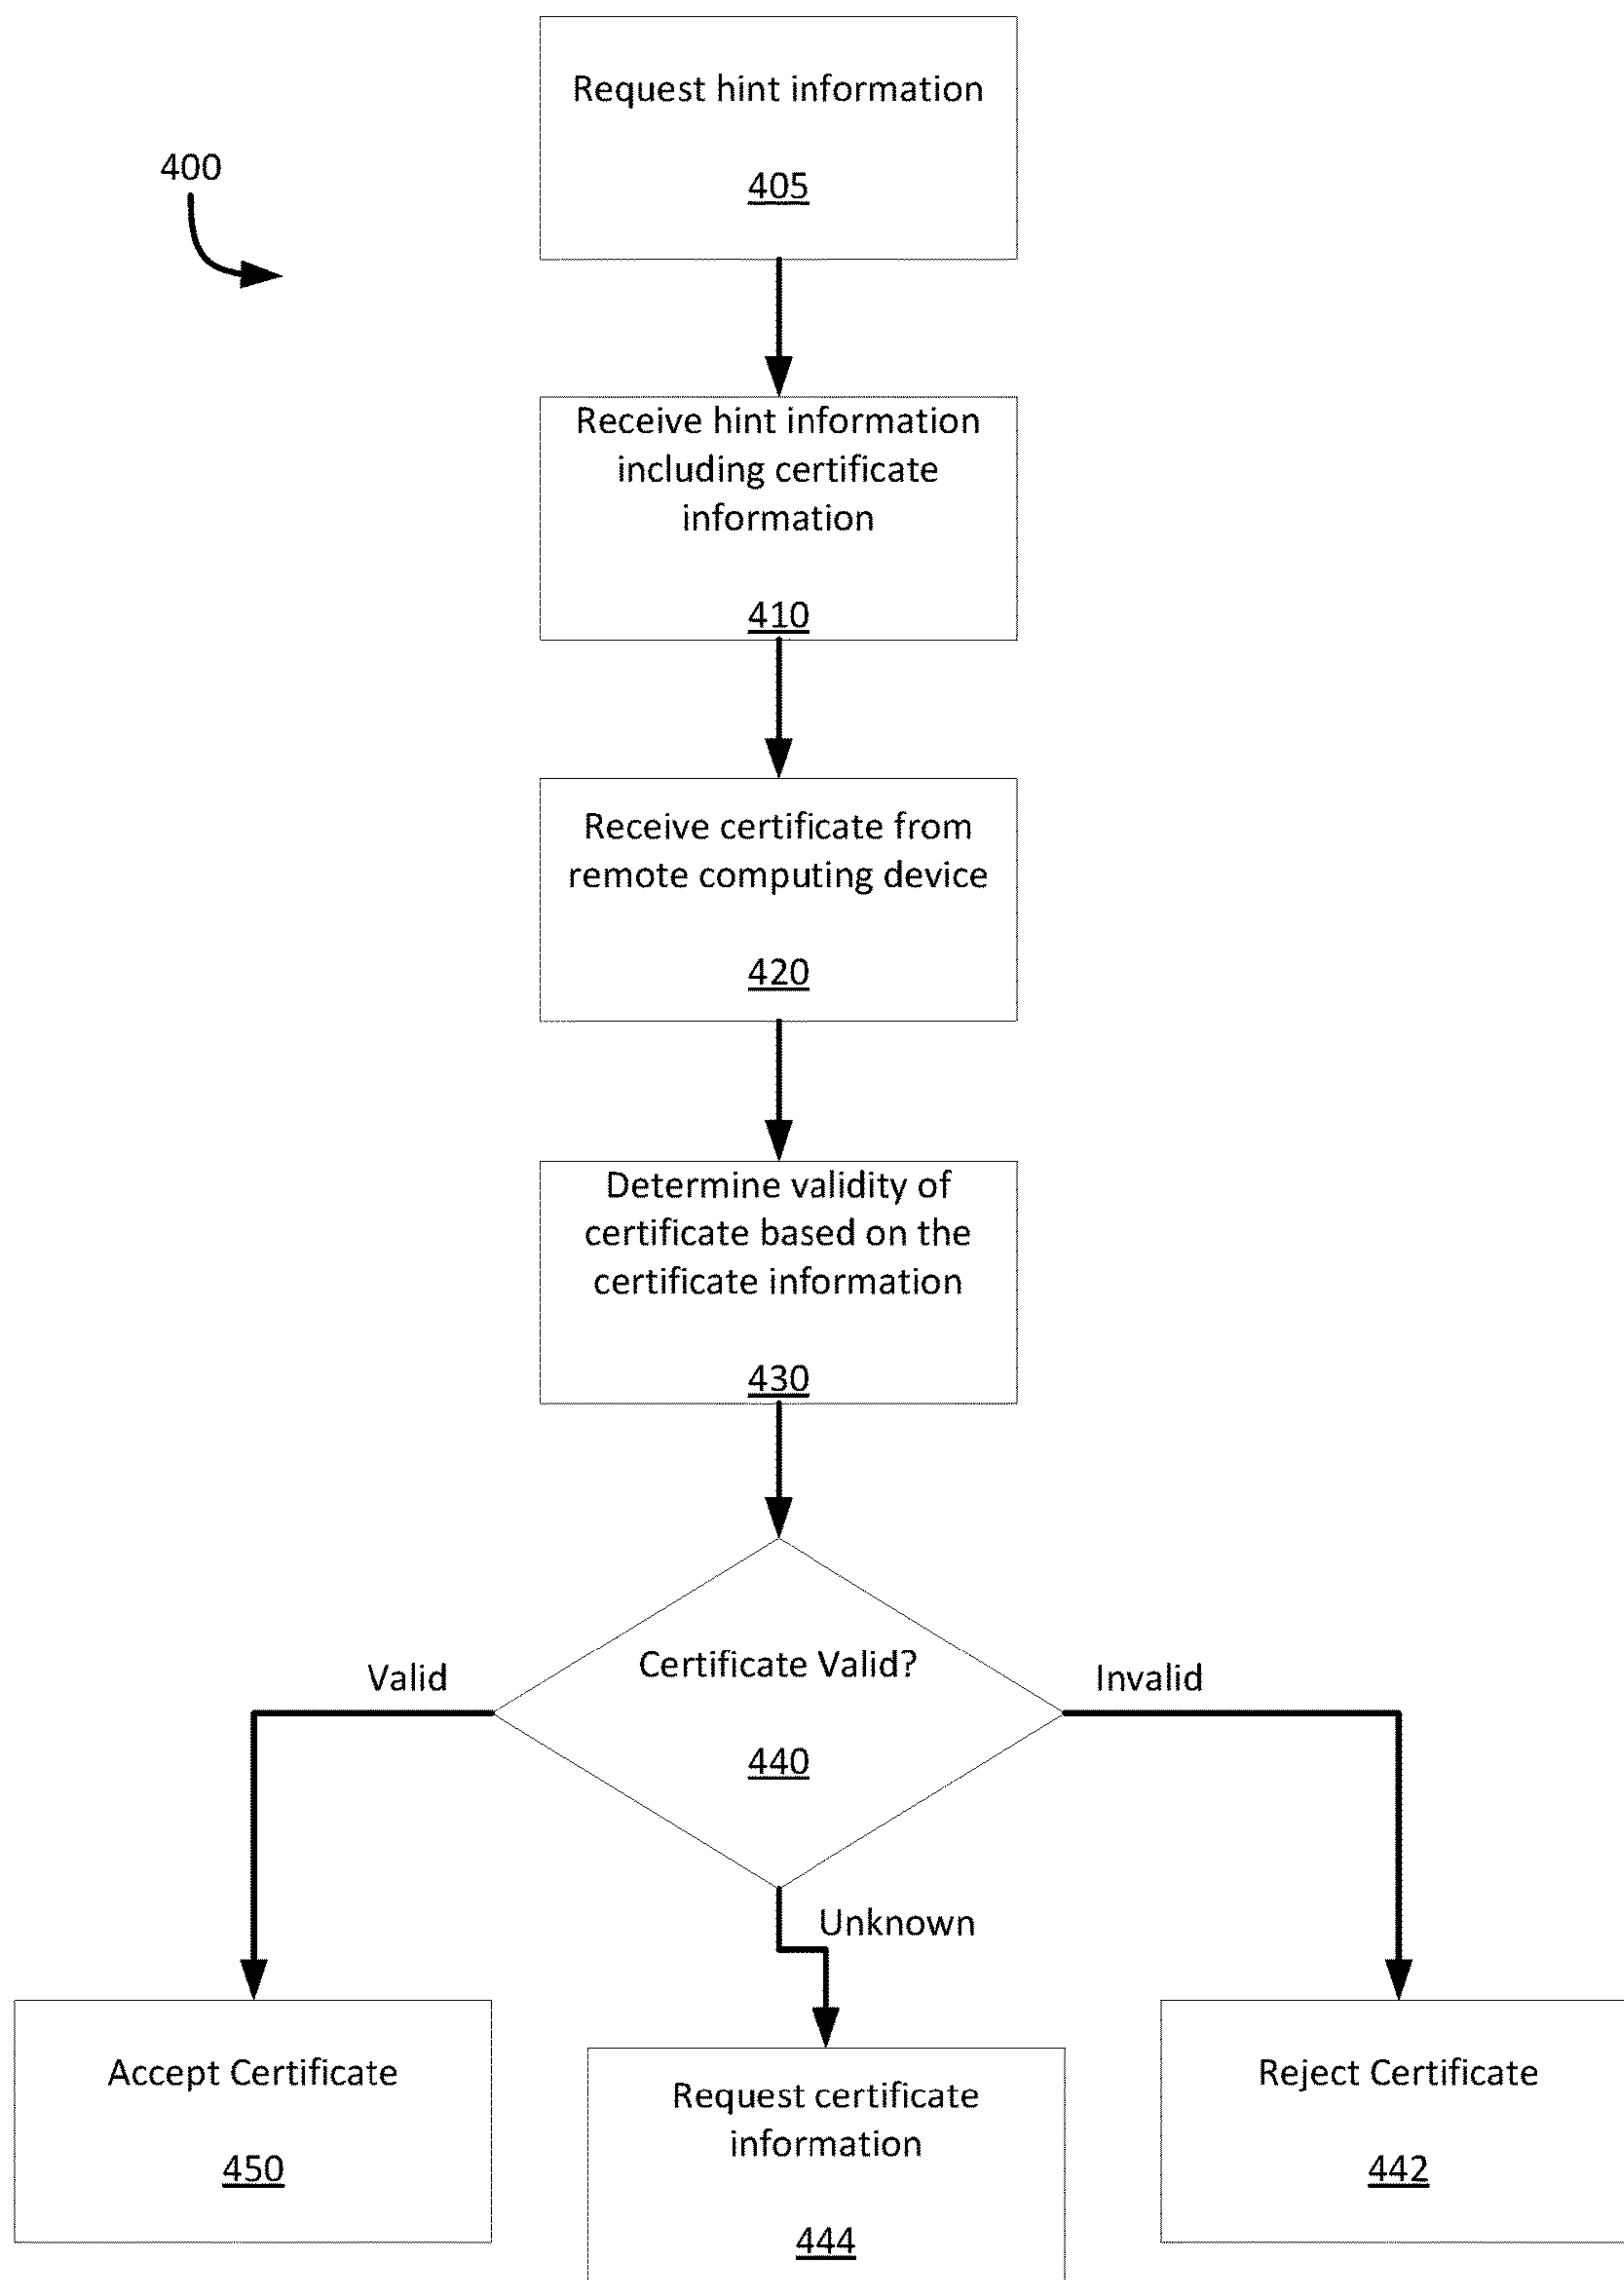 Request hint information
405
400
Receive hint information
including certificate
information
410
Receive certificate from
remote computing device
420
Determine validity of
certificate based on the
certificate information
430
Certificate Valid?
440
Valid
Invalid
Unknown
Accept Certificate
450
Request certificate
information
444
Reject Certificate
442